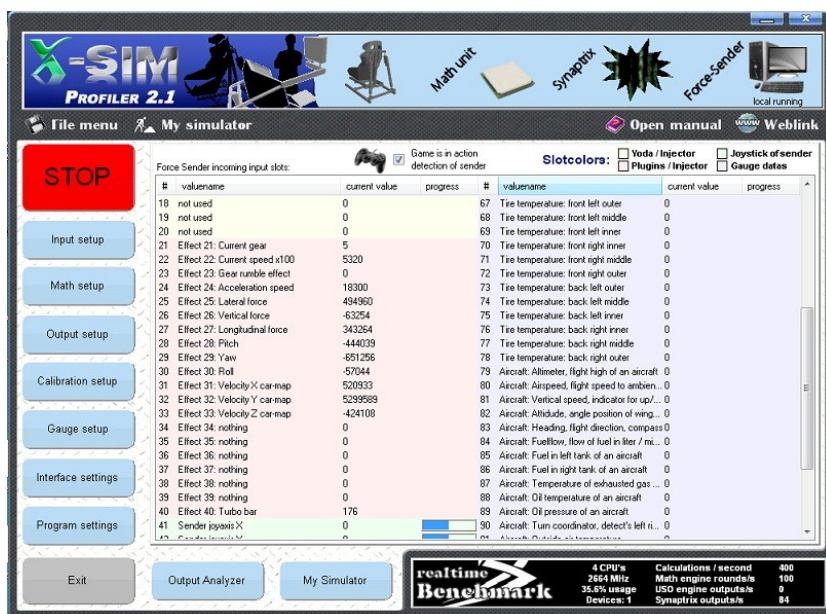 X-SIM
PROFILER 2.1
Math unit
Synaptrix
Force-Sender
local running
File menu
My simulator
Open manual
www
Weblink
STOP
Input setup
Math setup
Output setup
Calibration setup
Gauge setup
Interface settings
Program settings
Exit
Force Sender incoming input slots:
Game is in action
detection of sender
Slotcolors:
Yoda / Injector
Joystick of sender
Plugins / Injector
Gauge datas
# valuename current value progress
18 not used 0
19 not used 0
20 not used 0
21 Effect 21: Current gear 5
22 Effect 22: Current speed x100 5320
23 Effect 23: Gear rumble effect 0
24 Effect 24: Acceleration speed 18300
25 Effect 25: Lateral force 494960
26 Effect 26: Vertical force -63254
27 Effect 27: Longitudinal force 343264
28 Effect 28: Pitch -444039
29 Effect 29: Yaw -651256
30 Effect 30: Roll -57044
31 Effect 31: Velocity X car-map 520933
32 Effect 32: Velocity Y car-map 5299589
33 Effect 33: Velocity Z car-map -424108
34 Effect 34: nothing 0
35 Effect 35: nothing 0
36 Effect 36: nothing 0
37 Effect 37: nothing 0
38 Effect 38: nothing 0
39 Effect 39: nothing 0
40 Effect 40: Turbo bar 176
41 Sender joyaxis X 0
# valuename current value progress
67 Tire temperature: front left outer 0
68 Tire temperature: front left middle 0
69 Tire temperature: front left inner 0
70 Tire temperature: front right inner 0
71 Tire temperature: front right middle 0
72 Tire temperature: front right outer 0
73 Tire temperature: back left outer 0
74 Tire temperature: back left middle 0
75 Tire temperature: back left inner 0
76 Tire temperature: back right inner 0
77 Tire temperature: back right middle 0
78 Tire temperature: back right outer 0
79 Aircraft: Altimeter, flight high of an aircraft 0
80 Aircraft: Airspeed, flight speed to ambien... 0
81 Aircraft: Vertical speed, indicator for up/... 0
82 Aircraft: Attidude, angle position of wing... 0
83 Aircraft: Heading, flight direction, compass 0
84 Aircraft: Fuelflow, flow of fuel in liter / mi... 0
85 Aircraft: Fuel in left tank of an aircraft 0
86 Aircraft: Fuel in right tank of an aircraft 0
87 Aircraft: Temperature of exhausted gas ... 0
88 Aircraft: Oil temperature of an aircraft 0
89 Aircraft: Oil pressure of an aircraft 0
90 Aircraft: Turn coordinator, detect's left ri... 0
Output Analyzer
My Simulator
realtime
Benchmark
4 CPU's
2664 MHz
35.6% usage
Devices: 1
Calculations / second 400
Math engine rounds/s 100
USO engine outputs/s 0
Synaptrix outputs/s 84